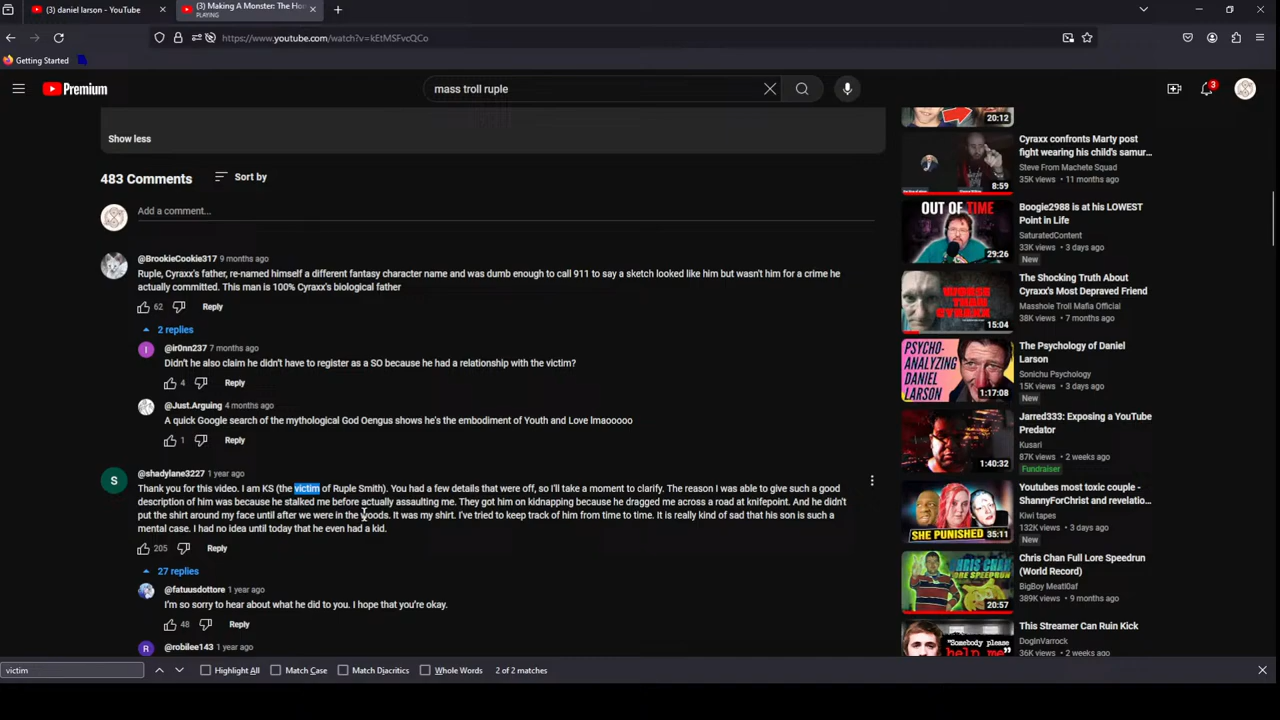 (3) daniel larson - YouTube
(3) Making A Monster: The Hor
PLAYING
https://www.youtube.com/watch?v=kEtMSFvcQCo
Getting Started
Premium
mass troll ruple
3
Show less
483 Comments
Sort by
Add a comment...
@BrookieCookie317 9 months ago
Ruple, Cyraxx's father, re-named himself a different fantasy character name and was dumb enough to call 911 to say a sketch looked like him but wasn't him for a crime he
actually committed. This man is 100% Cyraxx's biological father
62
Reply
2 replies
I
@ir0nn237 7 months ago
Didn't he also claim he didn't have to register as a SO because he had a relationship with the victim?
4
Reply
@Just.Arguing 4 months ago
A quick Google search of the mythological God Oengus shows he's the embodiment of Youth and Love lmaooooo
1
Reply
S
@shadylane3227 1 year ago
Thank you for this video. I am KS (the victim of Ruple Smith). You had a few details that were off, so I'll take a moment to clarify. The reason I was able to give such a good
description of him was because he stalked me before actually assaulting me. They got him on kidnapping because he dragged me across a road at knifepoint. And he didn't
put the shirt around my face until after we were in the woods. It was my shirt. I've tried to keep track of him from time to time. It is really kind of sad that his son is such a
mental case. I had no idea until today that he even had a kid.
205
Reply
27 replies
@fatuusdottore 1 year ago
I'm so sorry to hear about what he did to you. I hope that you're okay.
48
Reply
R
@robilee143 1 year ago
20:12
Cyraxx confronts Marty post
fight wearing his child's samur...
Steve From Machete Squad
35K views • 11 months ago
8:59
OUT OF TIME
Boogie2988 is at his LOWEST
Point in Life
SaturatedContent
33K views • 3 days ago
New
29:26
WORSE THAN CYRAXX
The Shocking Truth About
Cyraxx's Most Depraved Friend
Masshole Troll Mafia Official
38K views • 7 months ago
15:04
PSYCHO-
ANALYZING
DANIEL
LARSON
The Psychology of Daniel
Larson
Sonichu Psychology
15K views • 3 days ago
New
1:17:08
Jarred333: Exposing a YouTube
Predator
Kusari
87K views • 2 weeks ago
Fundraiser
1:40:32
Youtubes most toxic couple -
ShannyForChrist and revelatio...
Kiwi tapes
132K views • 3 days ago
New
SHE PUNISHED
35:11
Chris Chan Full Lore Speedrun
(World Record)
BigBoy Meatl0af
389K views • 9 months ago
20:57
This Streamer Can Ruin Kick
DogInVarrock
"Somebody please
help me"
victim
Highlight All
Match Case
Match Diacritics
Whole Words
2 of 2 matches